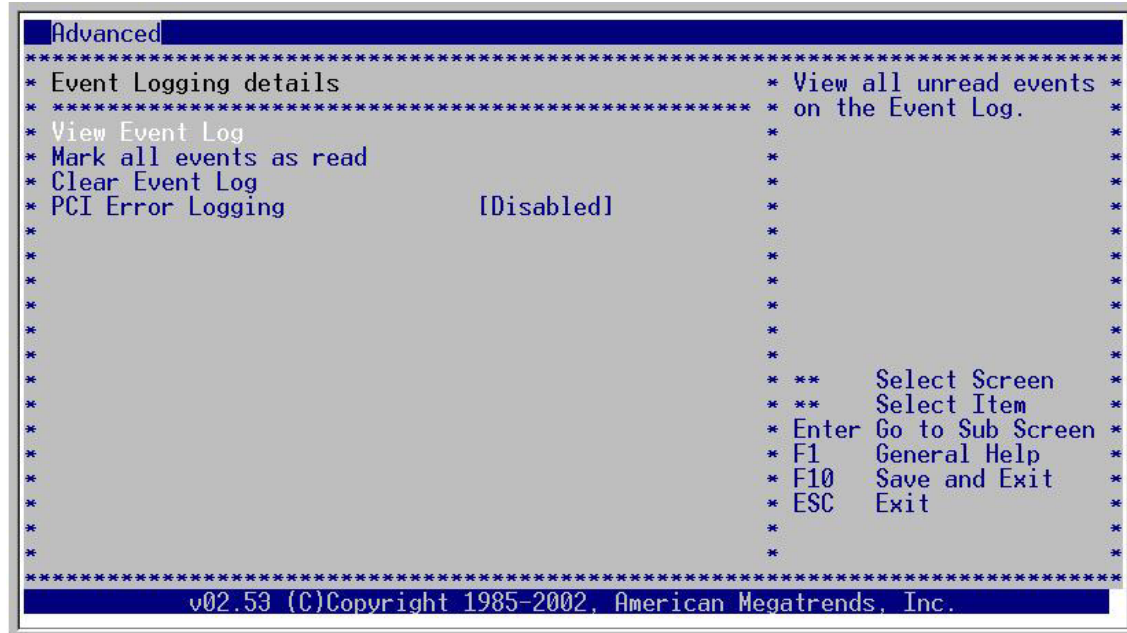 Advanced
Event Logging details
View Event Log
Mark all events as read
Clear Event Log
PCI Error Logging [Disabled]
View all unread events
on the Event Log.
** Select Screen
** Select Item
Enter Go to Sub Screen
F1 General Help
F10 Save and Exit
ESC Exit
v02.53 (C)Copyright 1985-2002, American Megatrends, Inc.